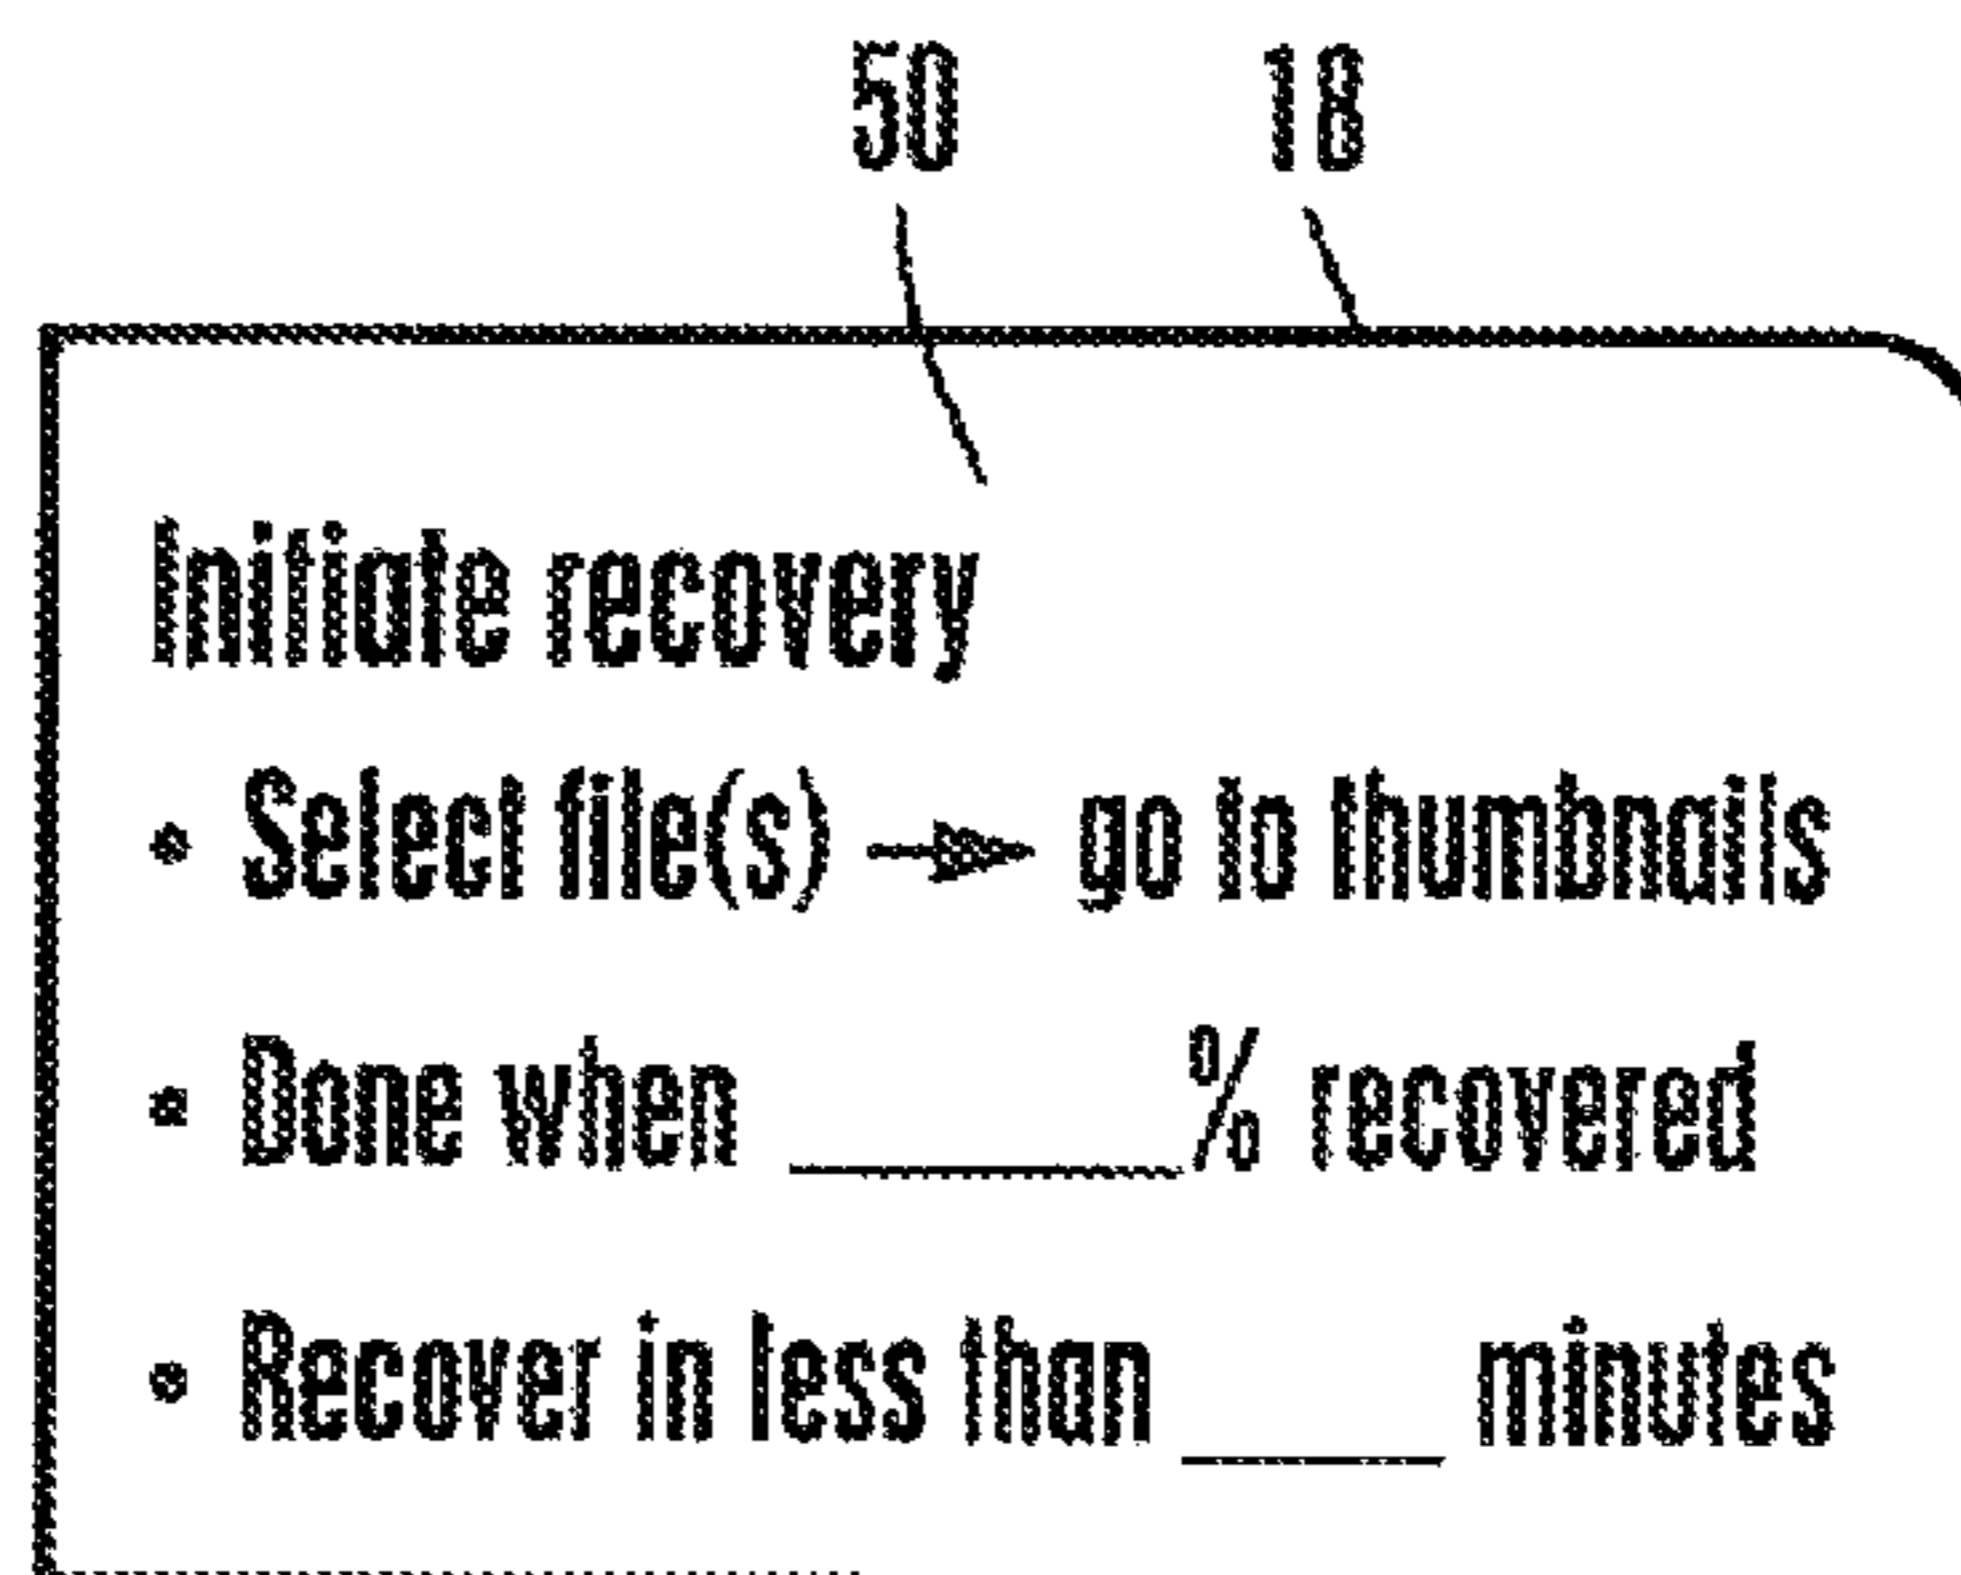 50 18
Initiate recovery
• Select file(s) → go to thumbnails
• Done when ______% recovered
• Recover in less than ____ minutes